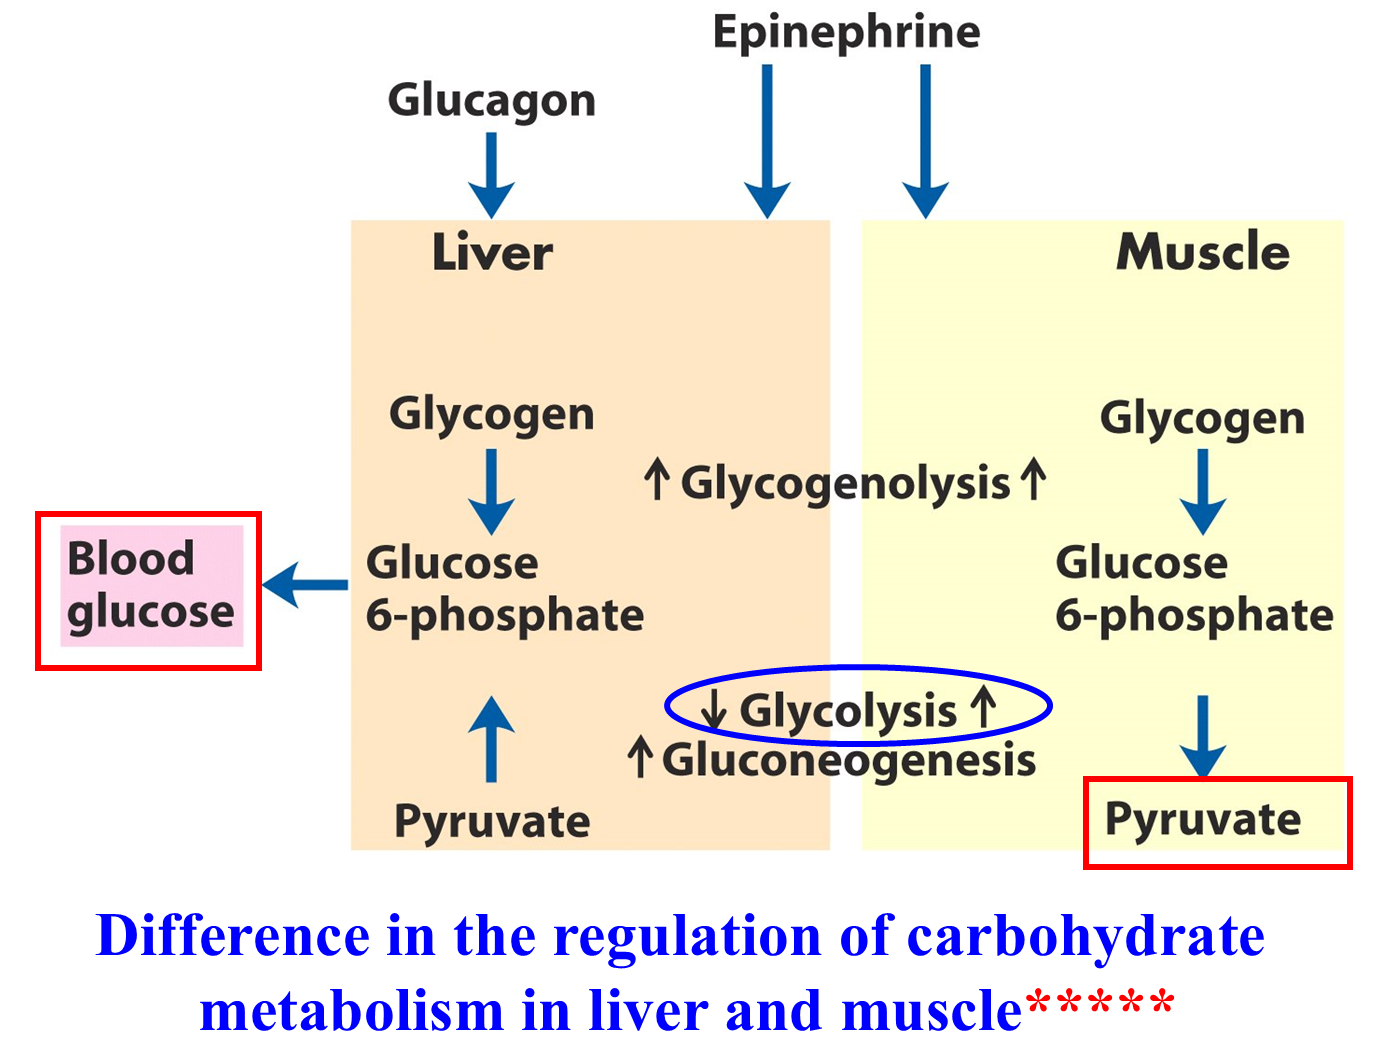 Epinephrine
Glucagon
Liver
Muscle
Glycogen
Glycogen
↑ Glycogenolysis ↑
Blood
glucose
Glucose
6-phosphate
Glucose
6-phosphate
↓ Glycolysis ↑
↑ Gluconeogenesis
Pyruvate
Pyruvate
Difference in the regulation of carbohydrate
metabolism in liver and muscle*****